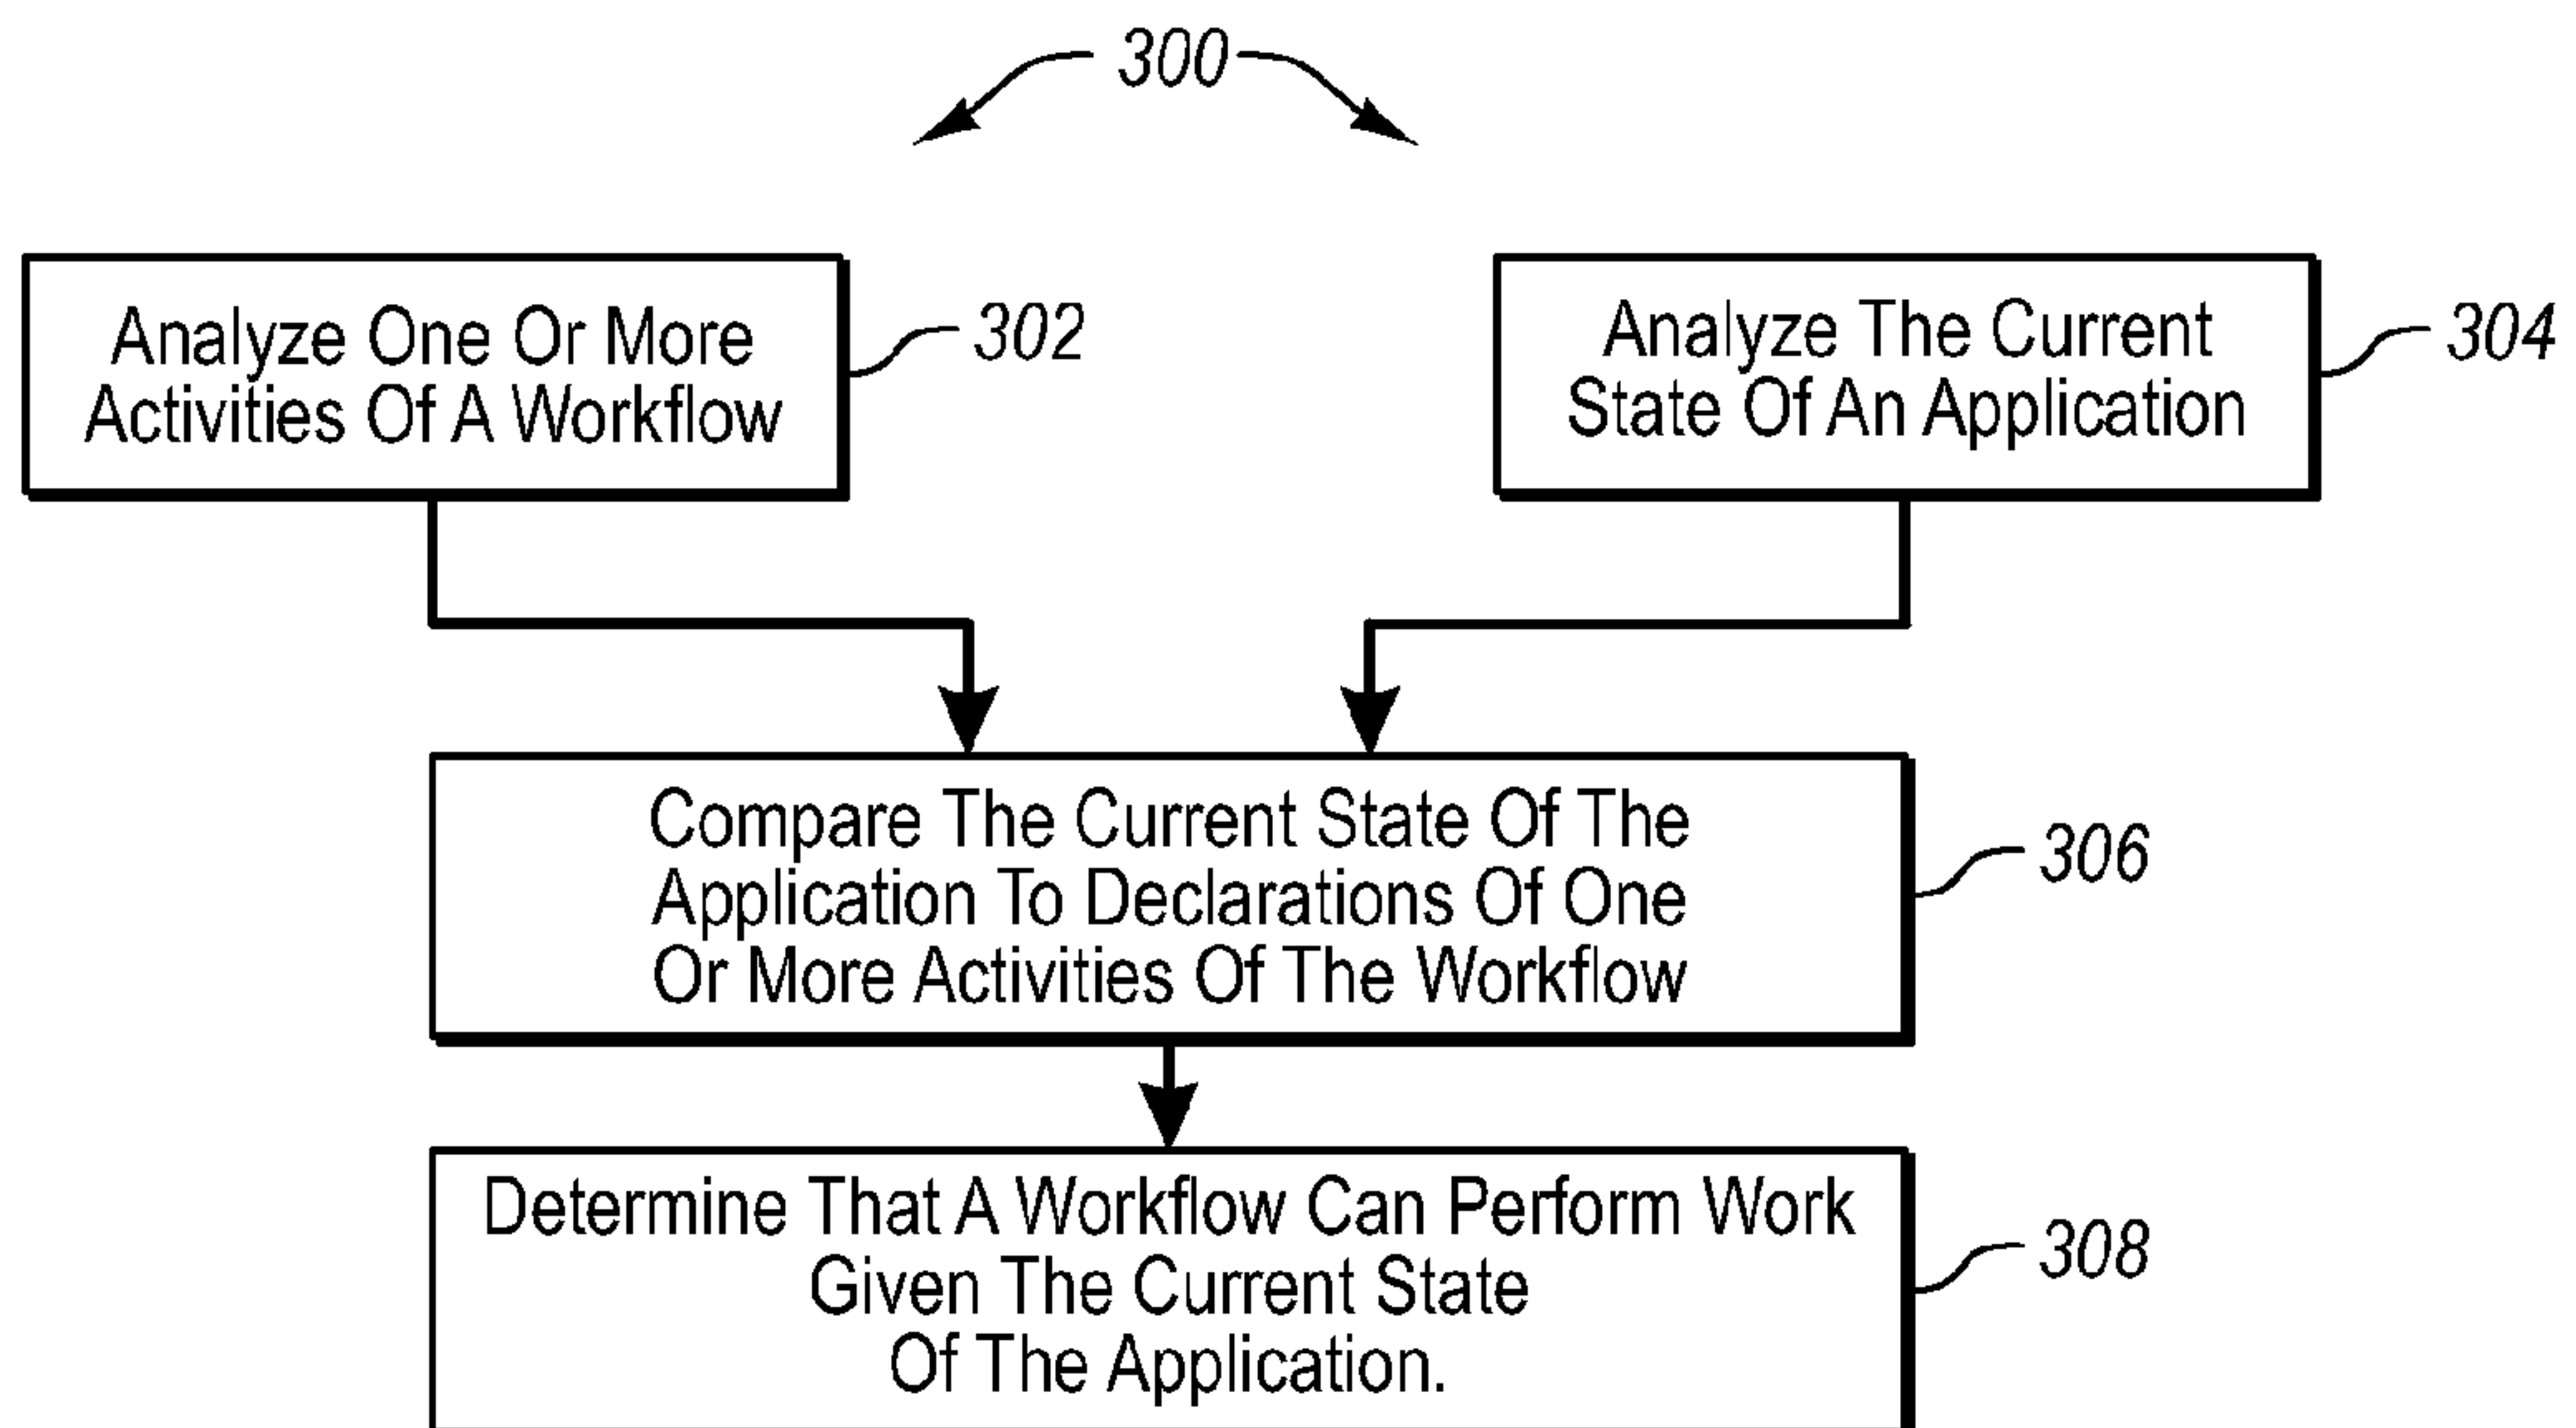 300
Analyze One Or More
Activities Of A Workflow
302
Analyze The Current
State Of An Application
304
Compare The Current State Of The
Application To Declarations Of One
Or More Activities Of The Workflow
306
Determine That A Workflow Can Perform Work
Given The Current State
Of The Application.
308